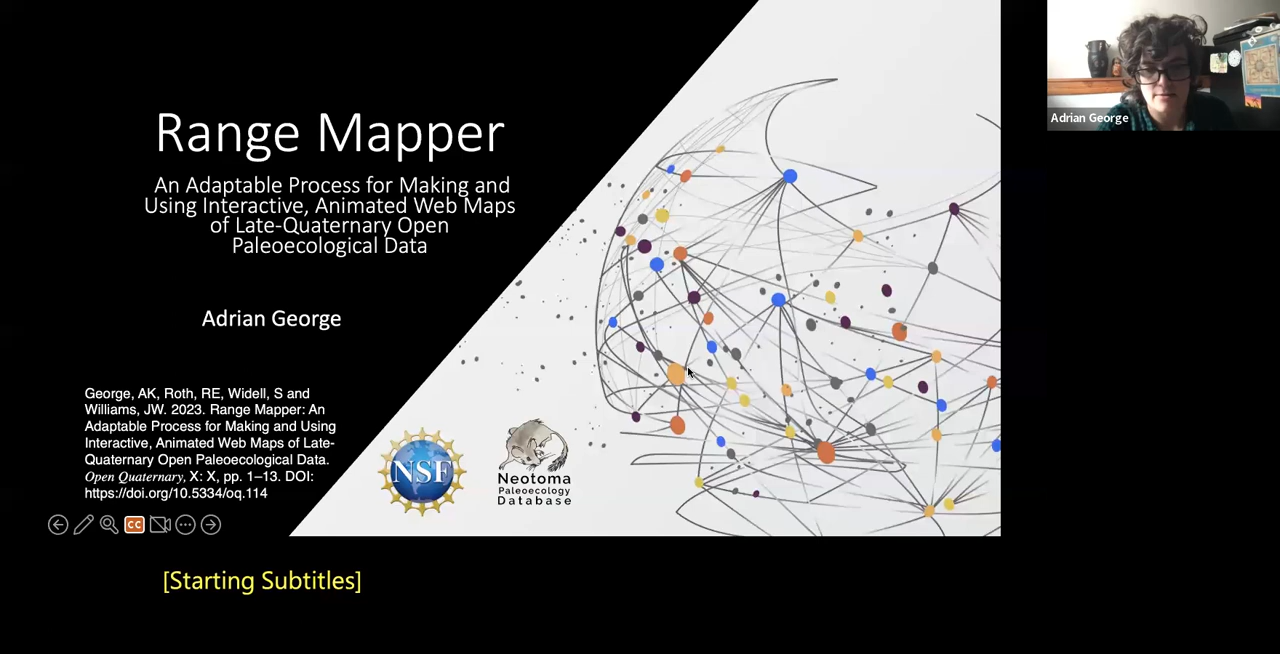 Range Mapper
An Adaptable Process for Making and
Using Interactive, Animated Web Maps
of Late-Quaternary Open
Paleoecological Data
Adrian George
George, AK, Roth, RE, Widell, S and
Williams, JW. 2023. Range Mapper: An
Adaptable Process for Making and Using
Interactive, Animated Web Maps of Late-
Quaternary Open Paleoecological Data.
Open Quaternary, X: X, pp. 1–13. DOI:
https://doi.org/10.5334/oq.114
NSF
Neotoma
Paleoecology
Database
CC
[Starting Subtitles]
Adrian George